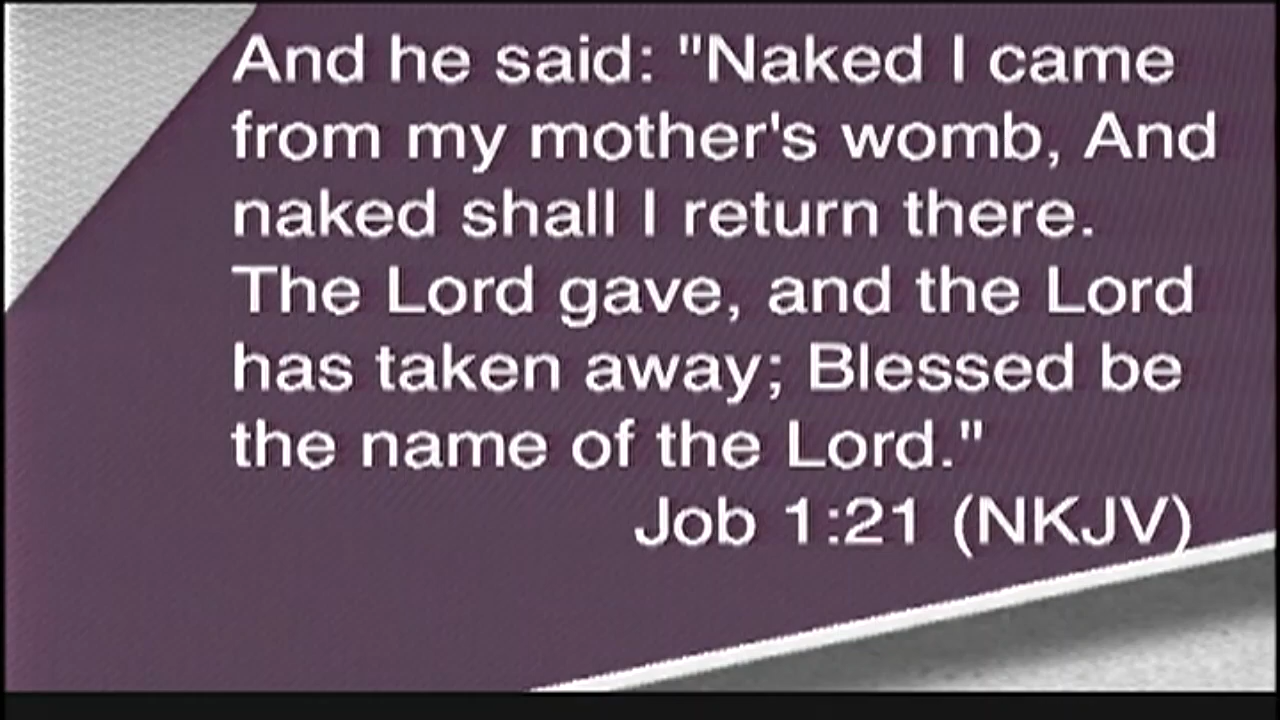 And he said: "Naked I came
from my mother's womb, And
naked shall I return there.
The Lord gave, and the Lord
has taken away; Blessed be
the name of the Lord."
Job 1:21 (NKJV)